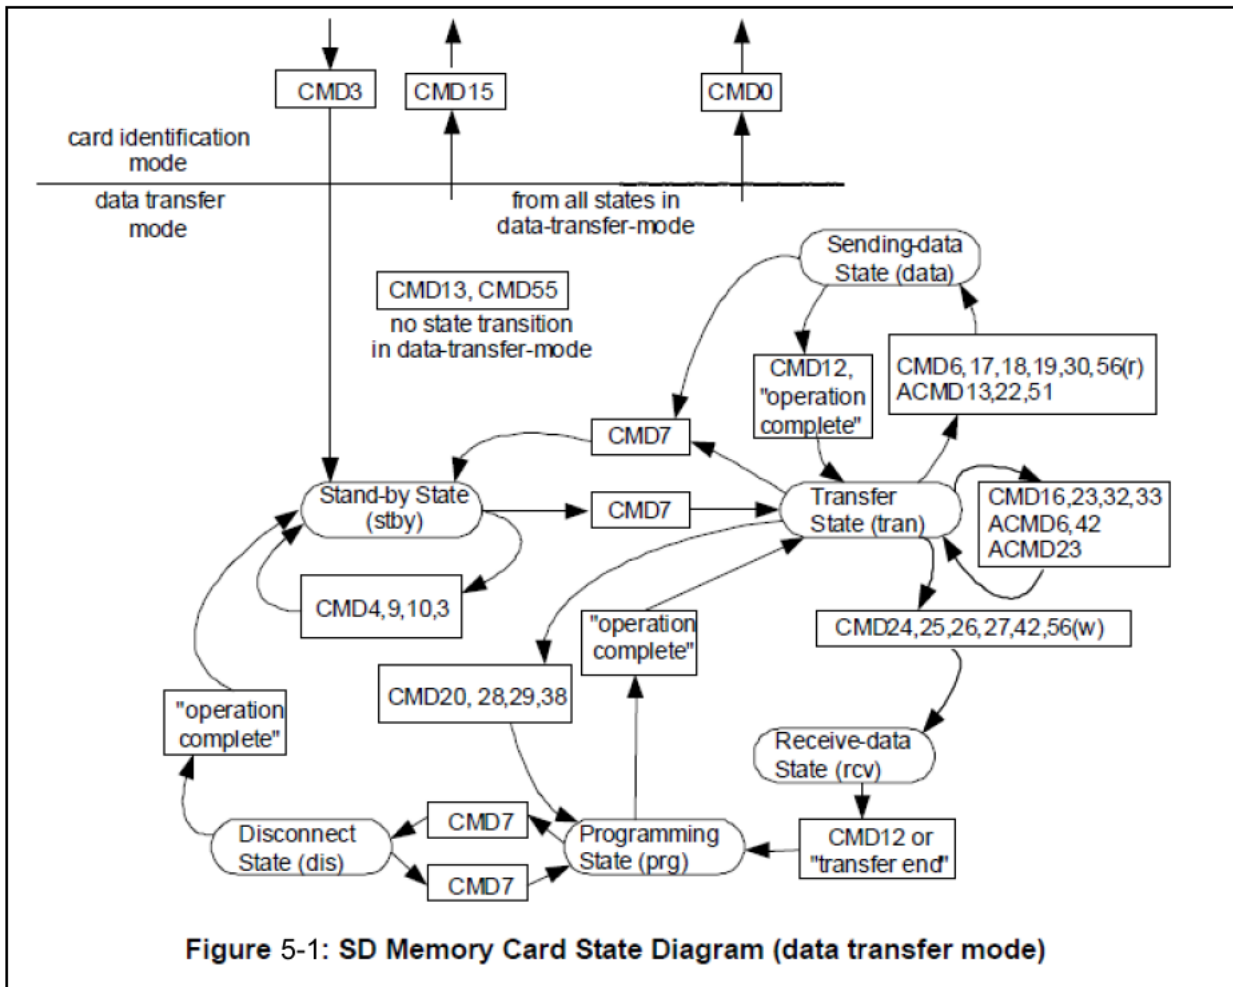 CMD3
CMD15
CMD0
card identification
mode
data transfer
mode
from all states in
data-transfer-mode
Sending-data
State (data)
CMD13, CMD55
no state transition
in data-transfer-mode
CMD12,
"operation
complete"
CMD6,17,18,19,30,56(r)
ACMD13,22,51
CMD7
Stand-by State
(stby)
CMD7
Transfer
State (tran)
CMD16,23,32,33
ACMD6,42
ACMD23
CMD4,9,10,3
"operation
complete"
CMD24,25,26,27,42,56(w)
CMD20, 28,29,38
"operation
complete"
Receive-data
State (rcv)
Disconnect
State (dis)
CMD7
CMD7
Programming
State (prg)
CMD12 or
"transfer end"
Figure 5-1: SD Memory Card State Diagram (data transfer mode)